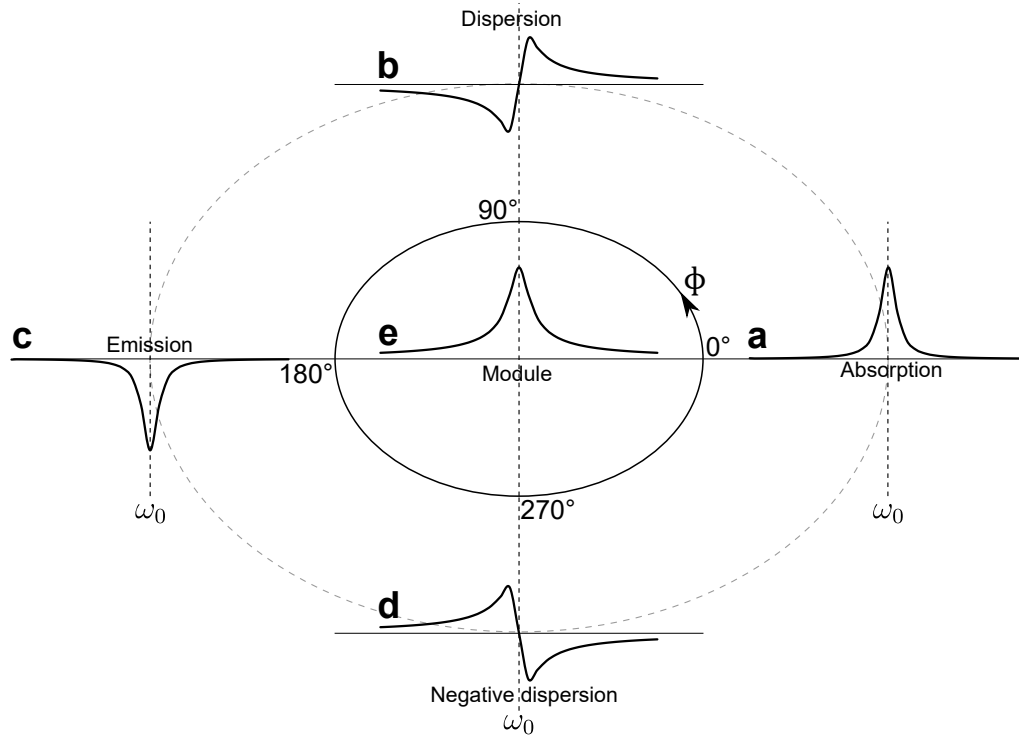 Dispersion
b
90°
ϕ
c
Emission
e
0°
a
180°
Module
Absorption
270°
ω₀
ω₀
d
Negative dispersion
ω₀